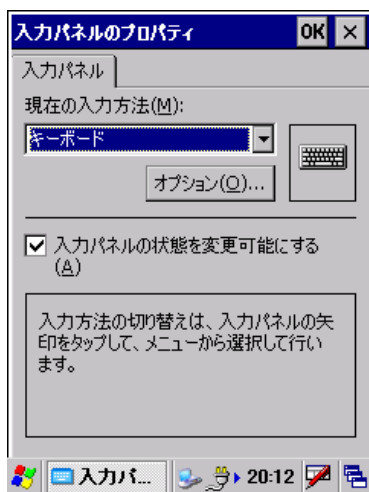 入力パネルのプロパティ OK ×
入力パネル
現在の入力方法(M):
キーボード
オプション(O)...
入力パネルの状態を変更可能にする
(A)
入力方法の切り替えは、入力パネルの矢
印をタップして、メニューから選択して行い
ます。
入力パ... 20:12